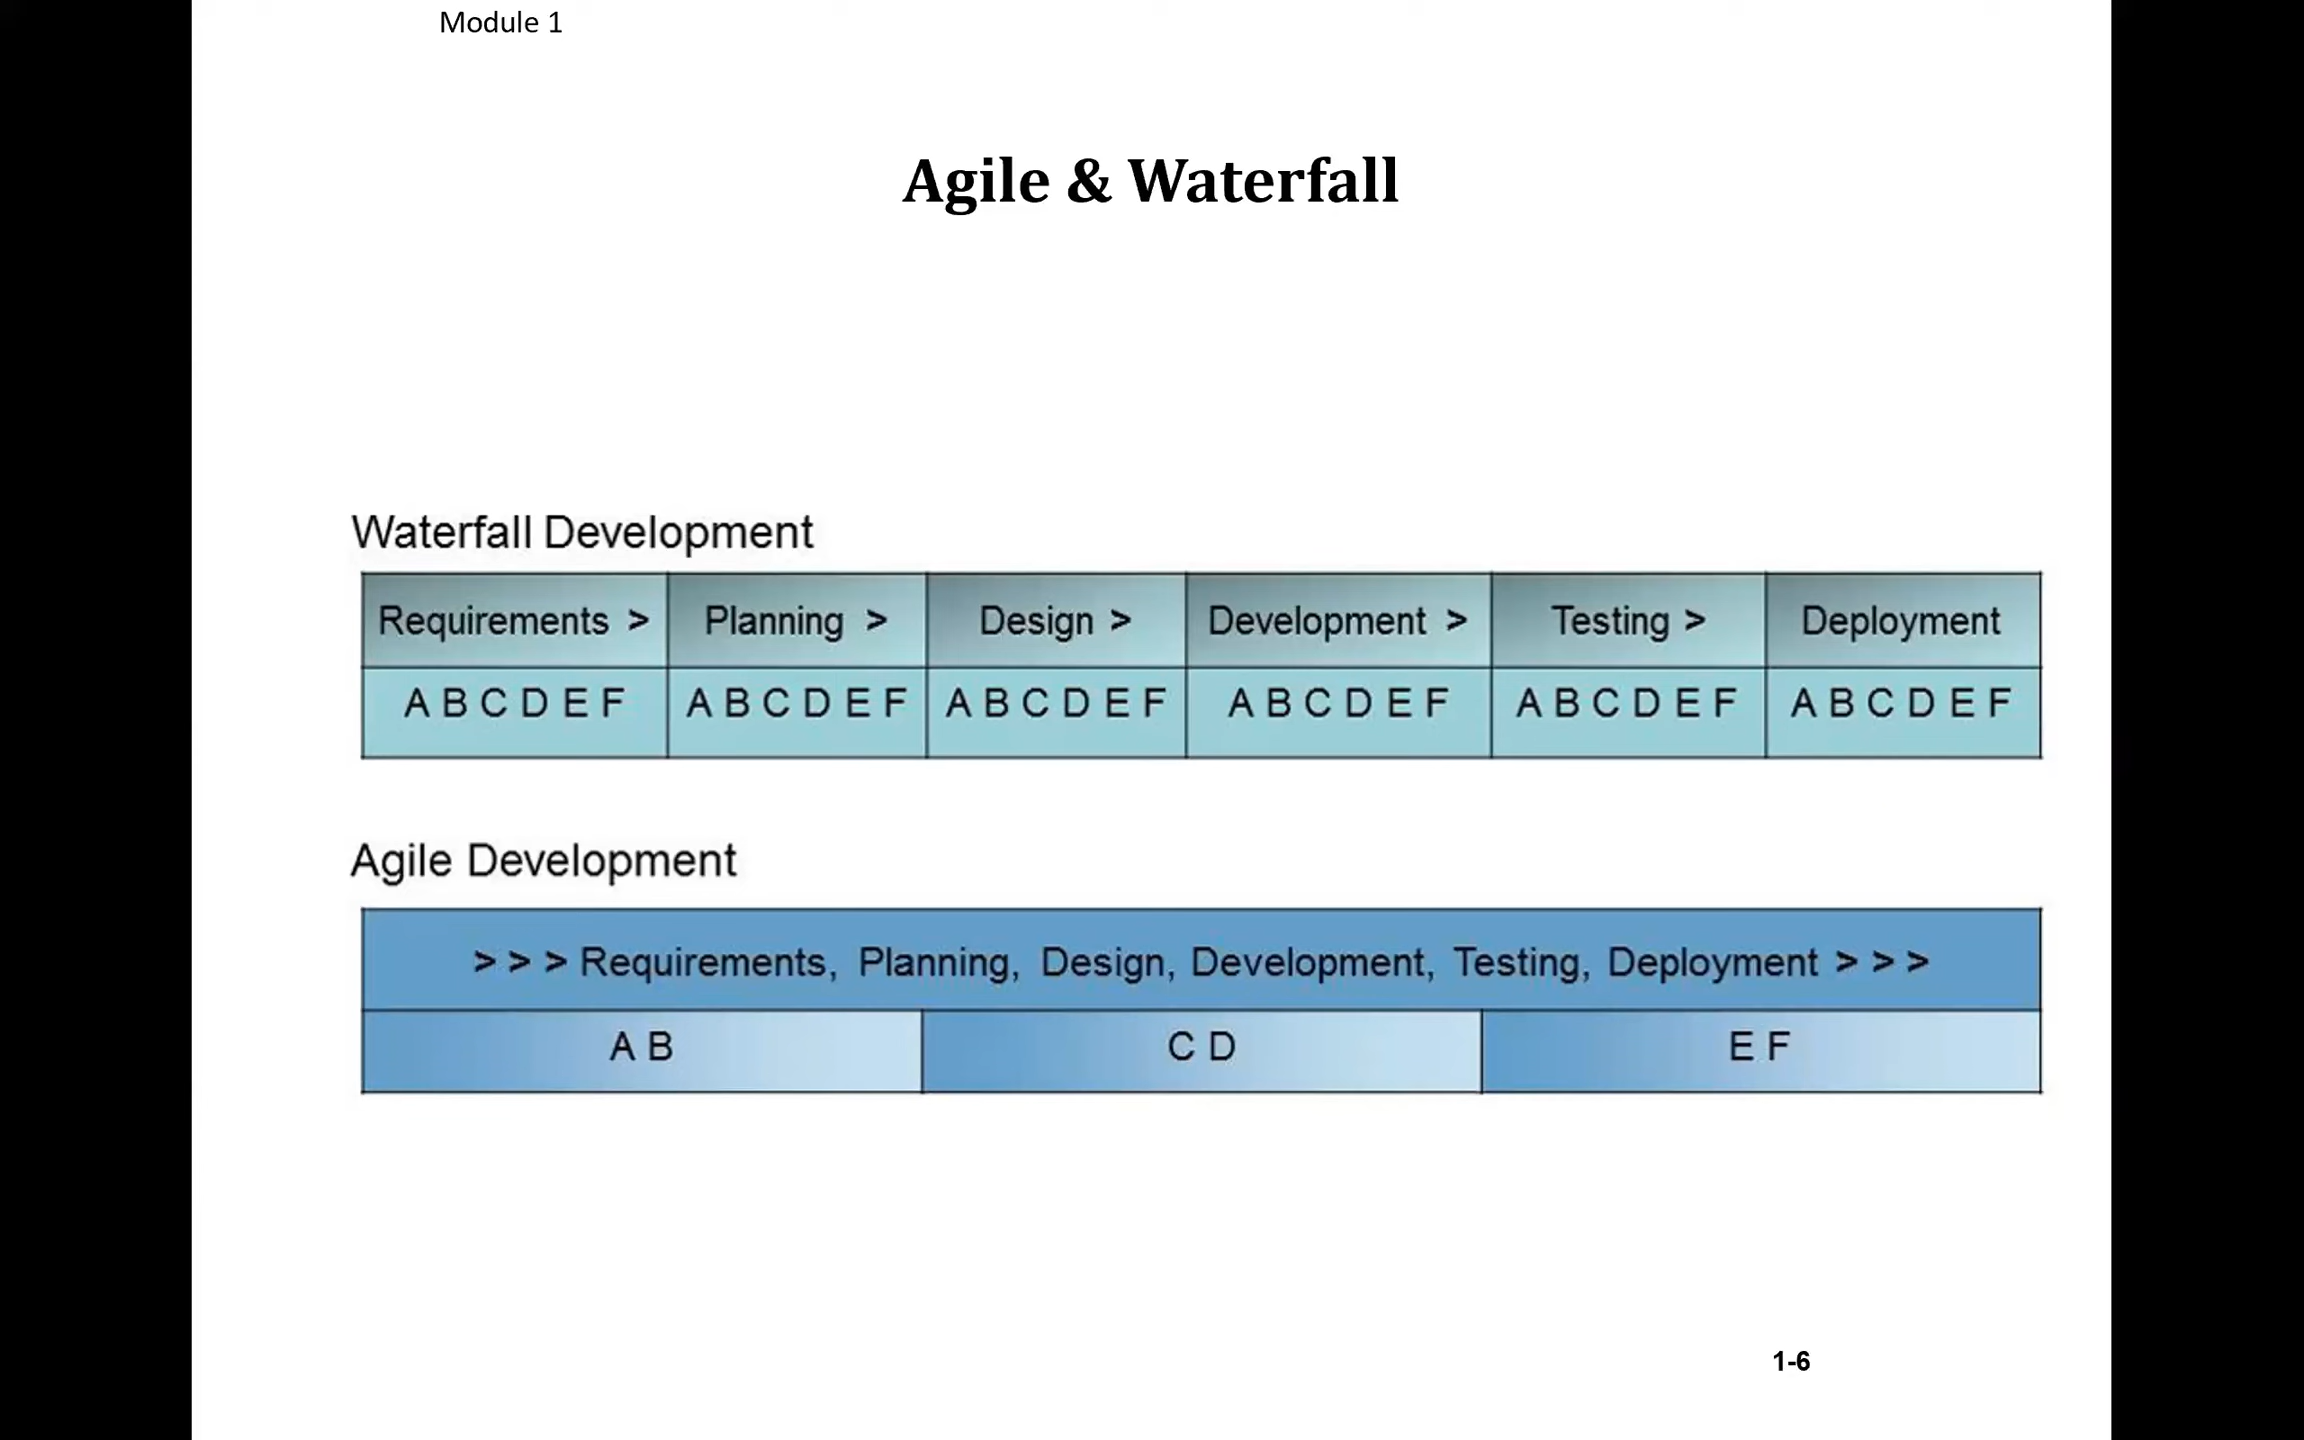 Module 1
Agile & Waterfall
Waterfall Development
Requirements > Planning > Design > Development > Testing > Deployment
A B C D E F A B C D E F A B C D E F A B C D E F A B C D E F A B C D E F
Agile Development
> > > Requirements, Planning, Design, Development, Testing, Deployment > > >
A B C D E F
1-6